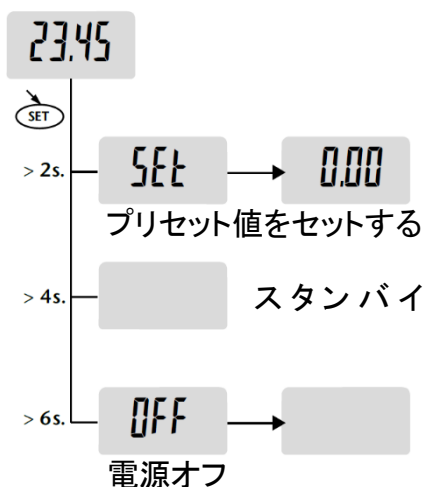 23.45
SET
> 2s.
SEt
0.00
プリセット値をセットする
> 4s.
スタンバイ
> 6s.
OFF
電源オフ